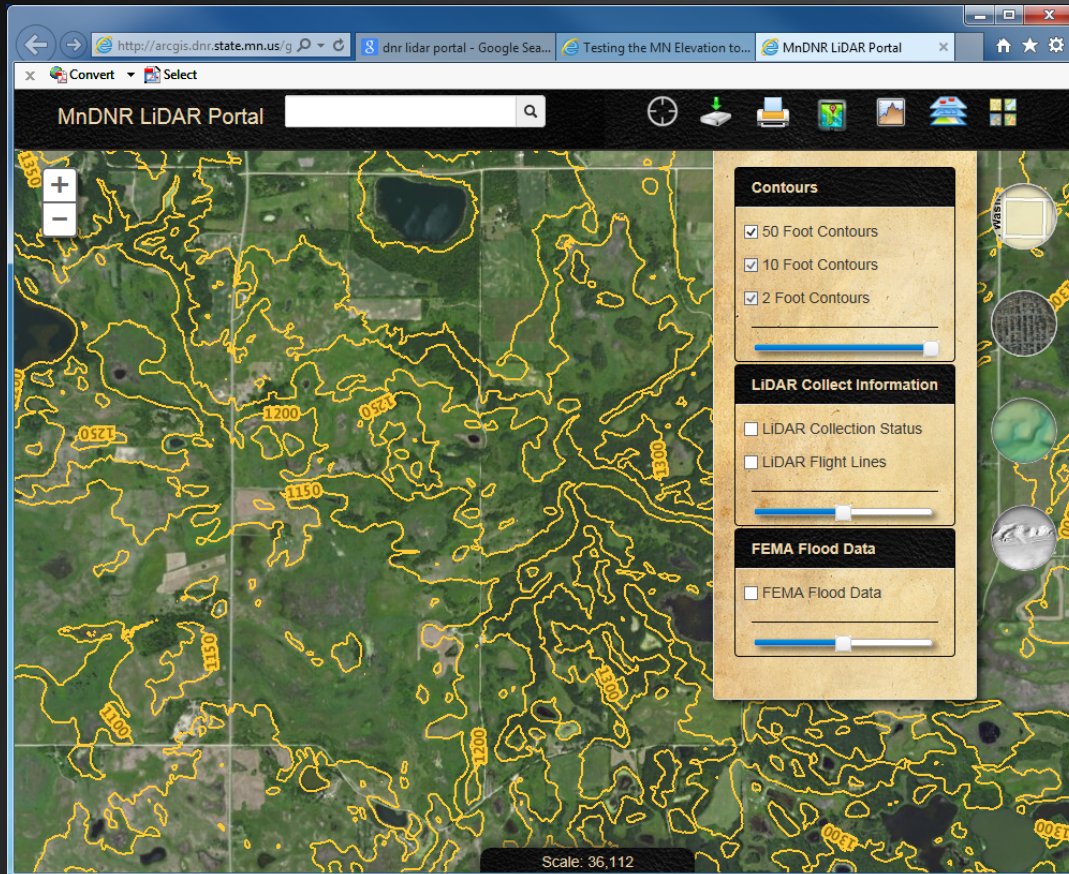 http://arcgis.dnr.state.mn.us/g
dnr lidar portal - Google Sea...
Testing the MN Elevation to...
MnDNR LiDAR Portal
x Convert Select
MnDNR LiDAR Portal
Contours
50 Foot Contours
10 Foot Contours
2 Foot Contours
LiDAR Collect Information
LiDAR Collection Status
LiDAR Flight Lines
FEMA Flood Data
FEMA Flood Data
1350
1200
1250
1250
1300
1150
1150
1300
1100
1200
1300
1300
Scale: 36,112